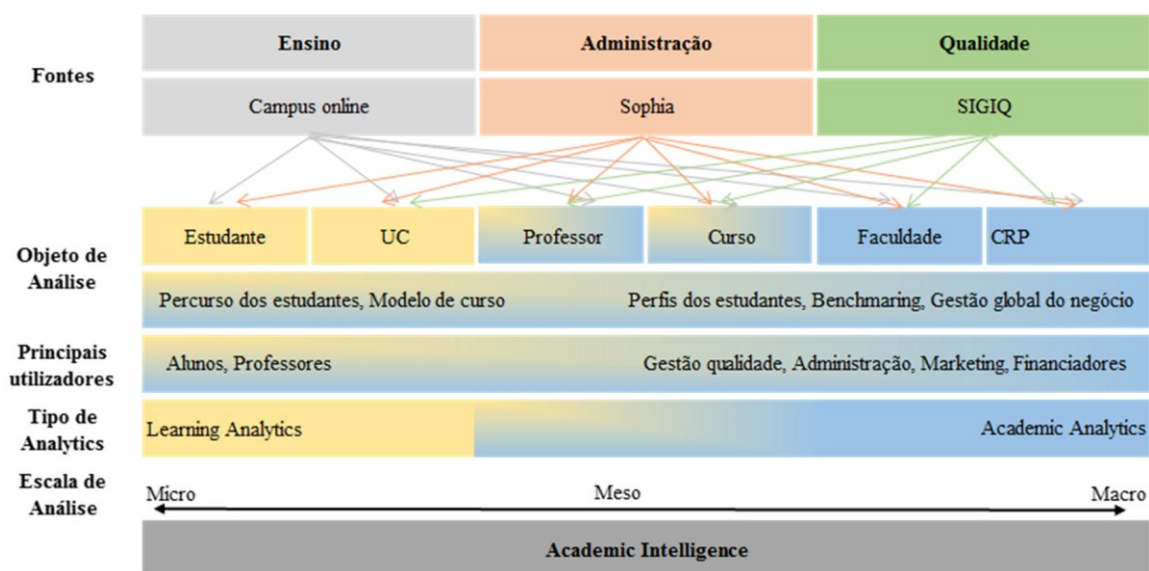 Fontes
Ensino
Administração
Qualidade
Campus online
Sophia
SIGIQ
Objeto de
Análise
Estudante
UC
Professor
Curso
Faculdade
CRP
Percurso dos estudantes, Modelo de curso
Perfis dos estudantes, Benchmaring, Gestão global do negócio
Principais
utilizadores
Alunos, Professores
Gestão qualidade, Administração, Marketing, Financiadores
Tipo de
Analytics
Learning Analytics
Academic Analytics
Escala de
Análise
Micro
Meso
Macro
Academic Intelligence